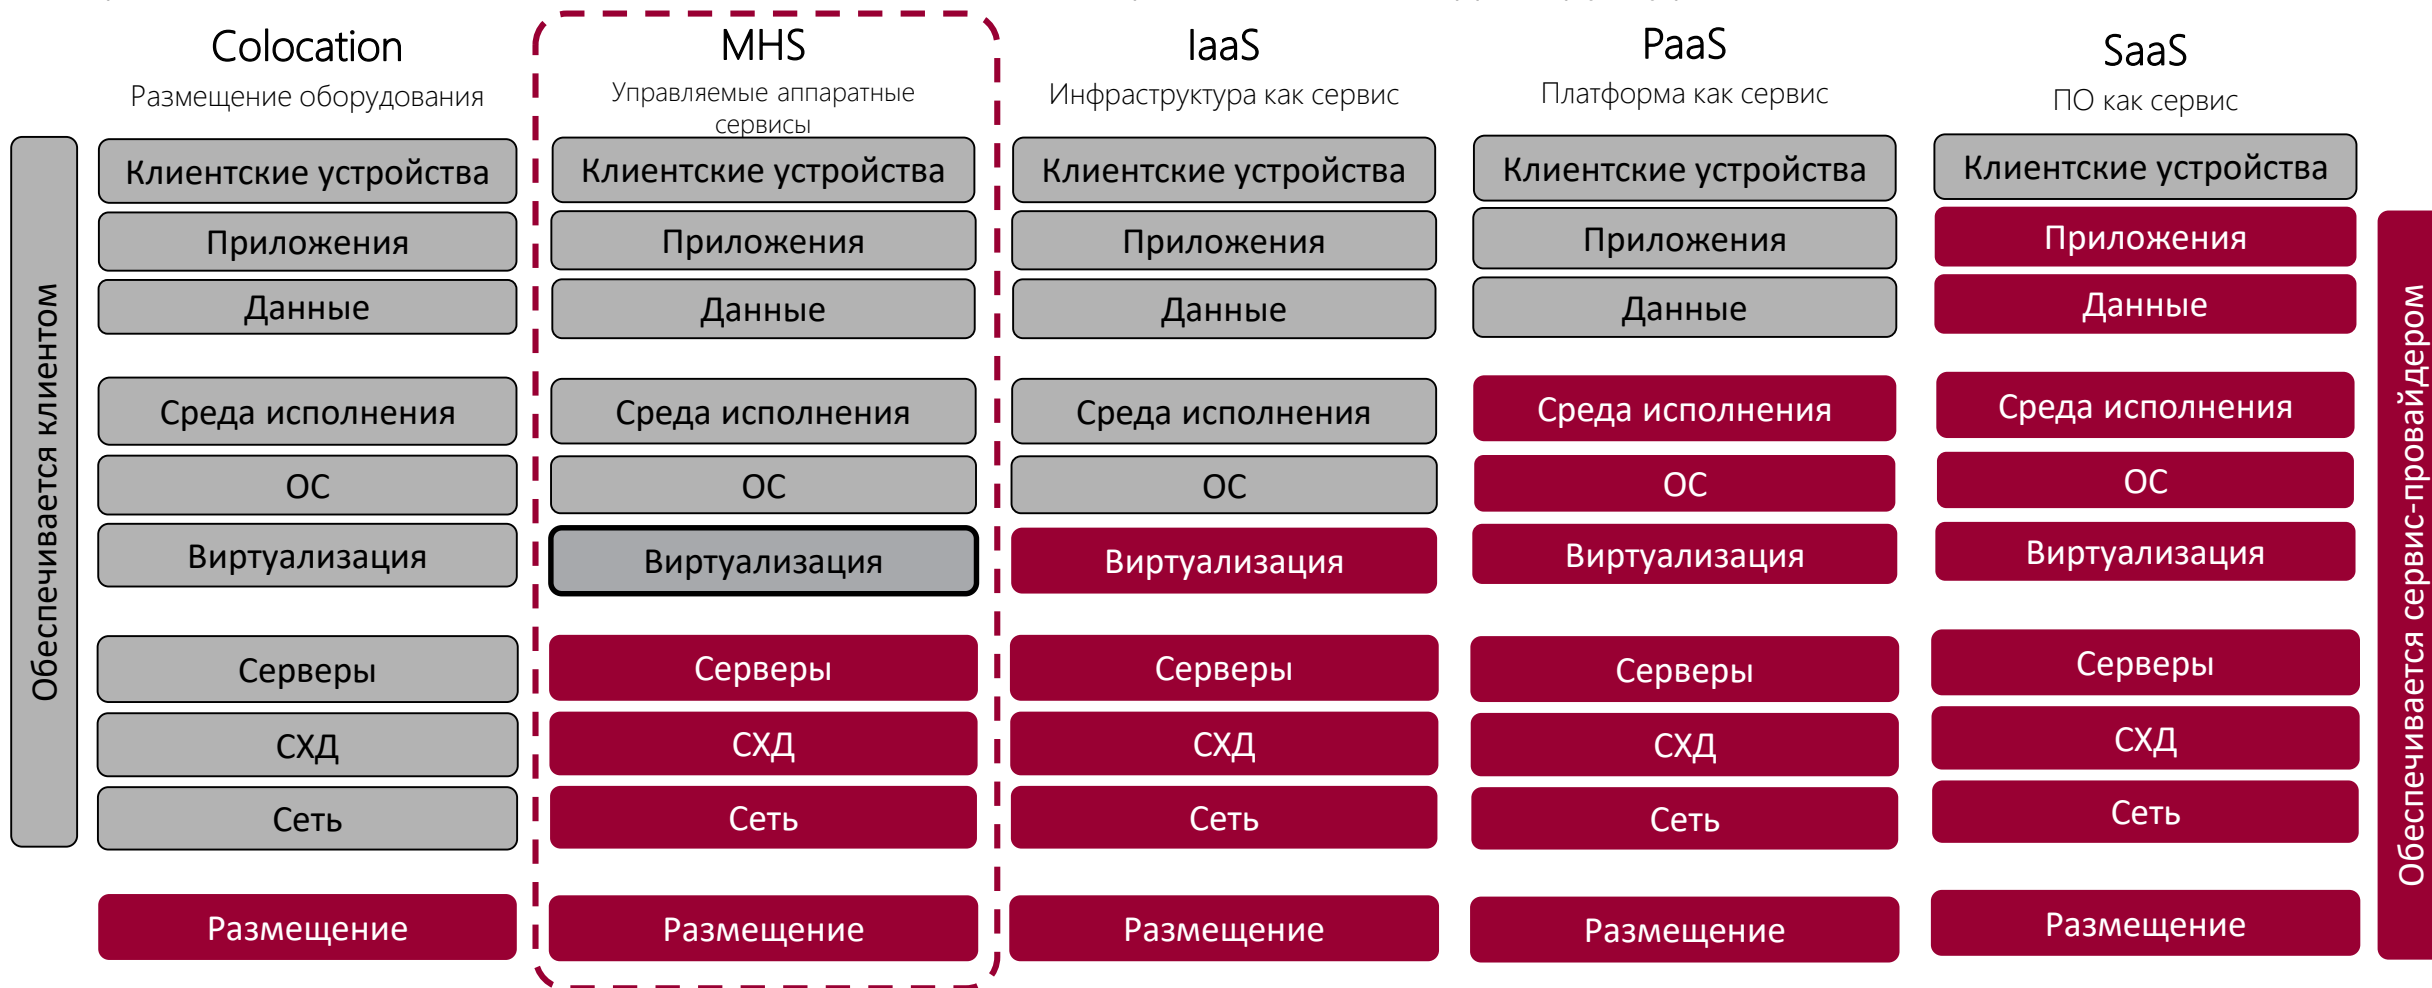 Colocation
Размещение оборудования
MHS
Управляемые аппаратные
сервисы
IaaS
Инфраструктура как сервис
PaaS
Платформа как сервис
SaaS
ПО как сервис
Обеспечивается клиентом
Клиентские устройства
Приложения
Данные
Среда исполнения
ОС
Виртуализация
Серверы
СХД
Сеть
Размещение
Клиентские устройства
Приложения
Данные
Среда исполнения
ОС
Виртуализация
Серверы
СХД
Сеть
Размещение
Клиентские устройства
Приложения
Данные
Среда исполнения
ОС
Виртуализация
Серверы
СХД
Сеть
Размещение
Клиентские устройства
Приложения
Данные
Среда исполнения
ОС
Виртуализация
Серверы
СХД
Сеть
Размещение
Клиентские устройства
Приложения
Данные
Среда исполнения
ОС
Виртуализация
Серверы
СХД
Сеть
Размещение
Обеспечивается сервис-провайдером